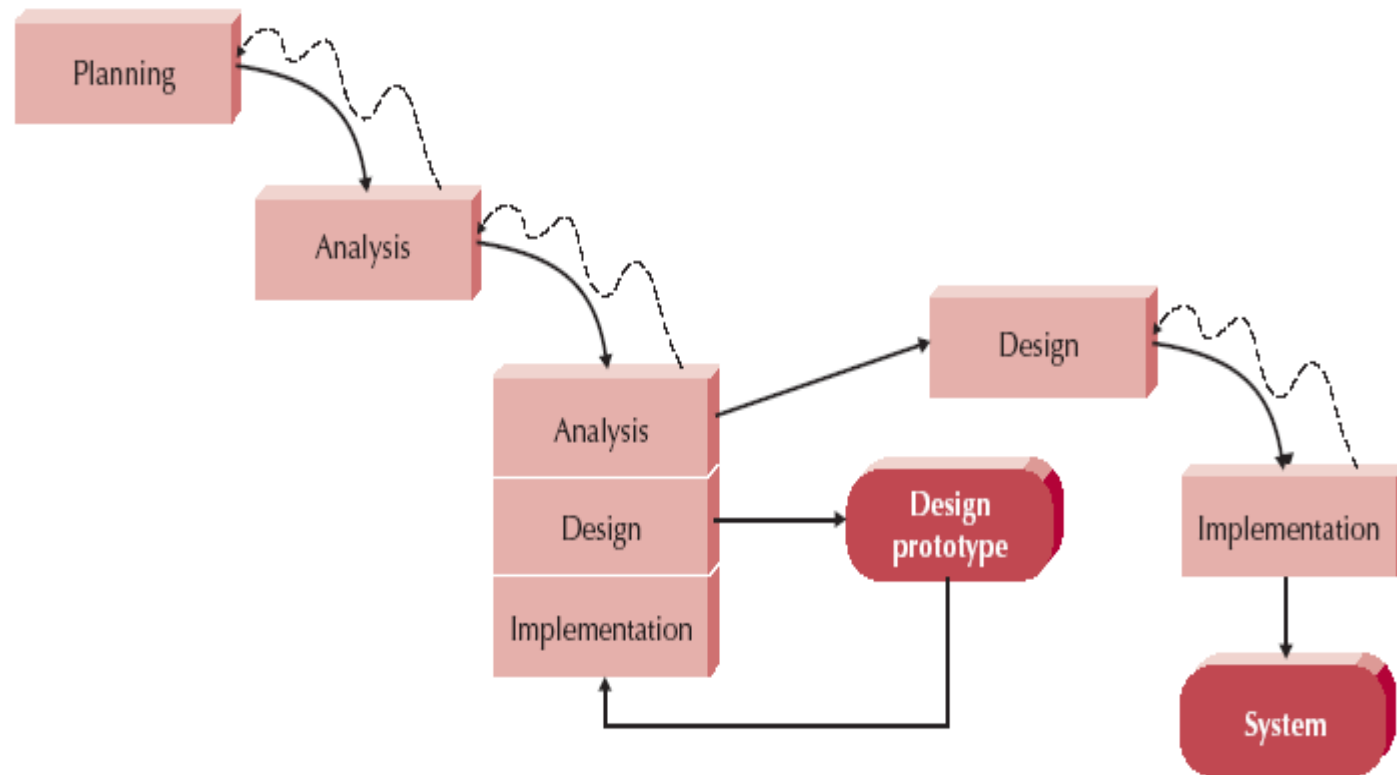 Planning
Analysis
Analysis
Design
Implementation
Design
prototype
Design
Implementation
System